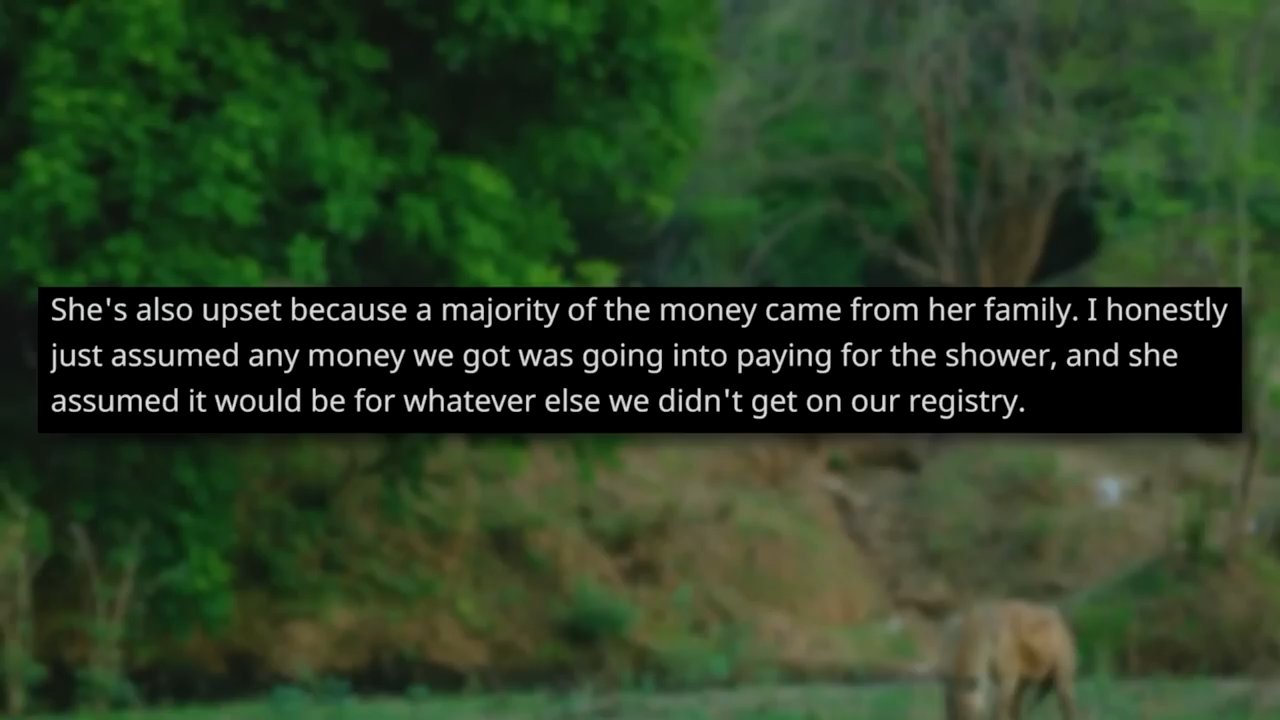 She's also upset because a majority of the money came from her family. I honestly
just assumed any money we got was going into paying for the shower, and she
assumed it would be for whatever else we didn't get on our registry.